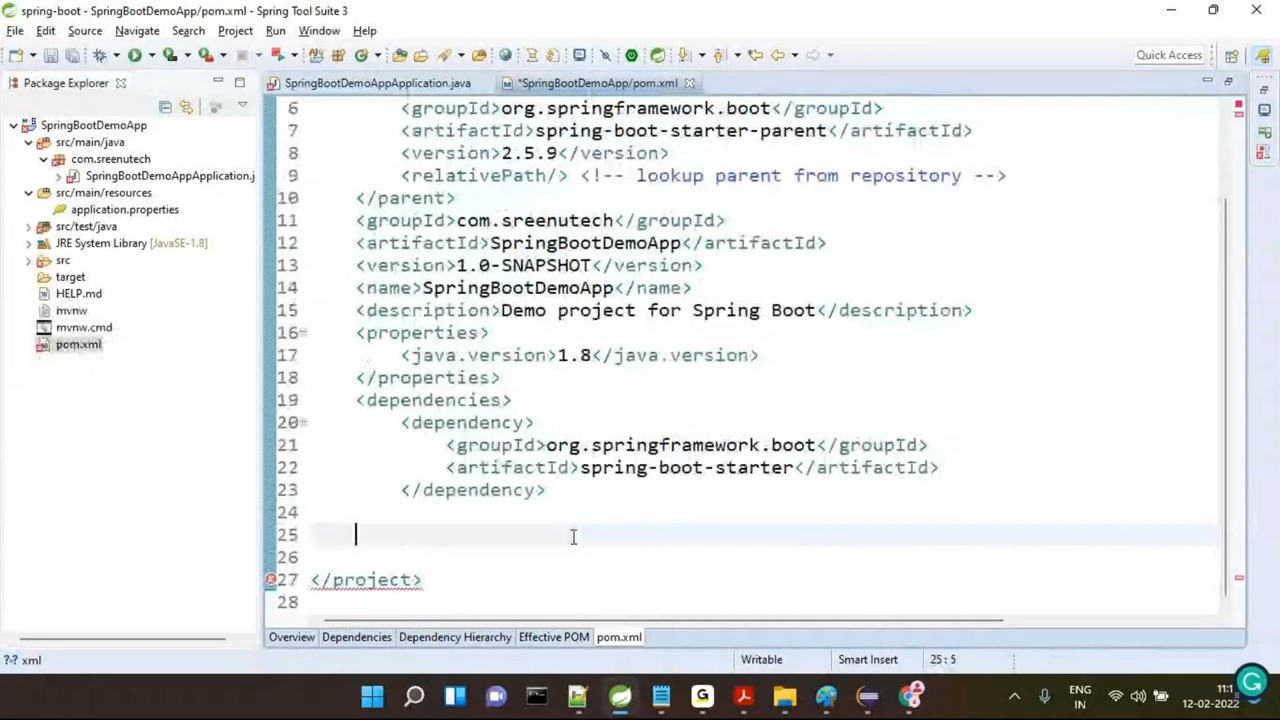 spring-boot - SpringBootDemoApp/pom.xml - Spring Tool Suite 3
File Edit Source Navigate Search Project Run Window Help
Quick Access
Package Explorer
SpringBootDemoAppApplication.java
*SpringBootDemoApp/pom.xml
SpringBootDemoApp
src/main/java
com.sreenutech
SpringBootDemoAppApplication.j
src/main/resources
application.properties
src/test/java
JRE System Library [JavaSE-1.8]
src
target
HELP.md
mvnw
mvnw.cmd
pom.xml
6 <groupId>org.springframework.boot</groupId>
7 <artifactId>spring-boot-starter-parent</artifactId>
8 <version>2.5.9</version>
9 <relativePath/> <!-- lookup parent from repository -->
10 </parent>
11 <groupId>com.sreenutech</groupId>
12 <artifactId>SpringBootDemoApp</artifactId>
13 <version>1.0-SNAPSHOT</version>
14 <name>SpringBootDemoApp</name>
15 <description>Demo project for Spring Boot</description>
16 <properties>
17 <java.version>1.8</java.version>
18 </properties>
19 <dependencies>
20 <dependency>
21 <groupId>org.springframework.boot</groupId>
22 <artifactId>spring-boot-starter</artifactId>
23 </dependency>
24
25
26
27 </project>
28
Overview Dependencies Dependency Hierarchy Effective POM pom.xml
?? xml
Writable Smart Insert 25 : 5
ENG
IN
11:1
12-02-2022